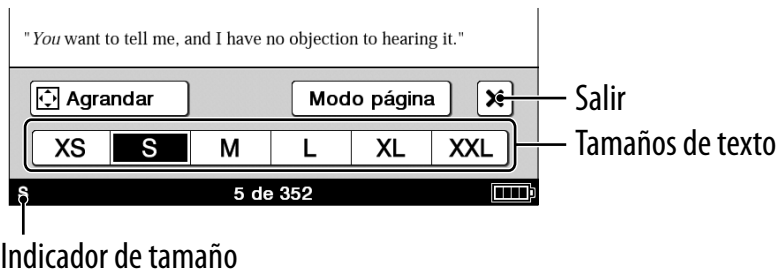 "You want to tell me, and I have no objection to hearing it."
Agrandar
Modo página
Salir
XS S M L XL XXL
Tamaños de texto
S 5 de 352
Indicador de tamaño